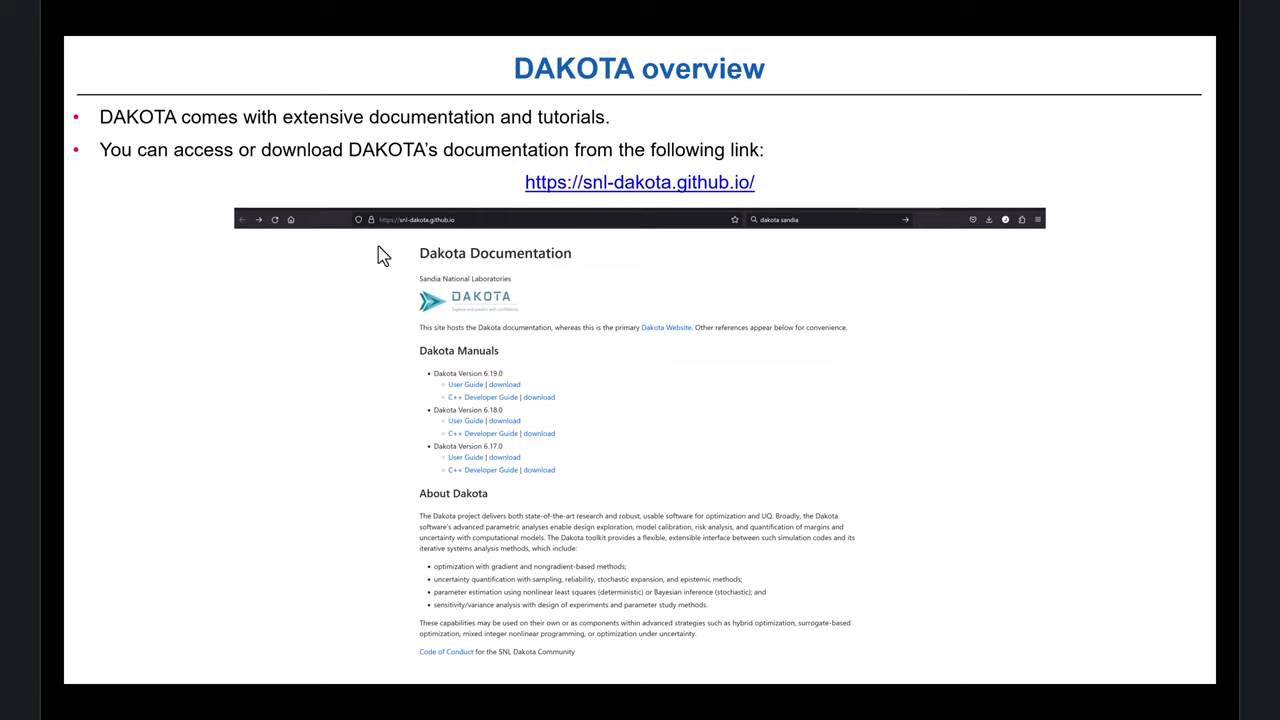 DAKOTA overview
• DAKOTA comes with extensive documentation and tutorials.
• You can access or download DAKOTA's documentation from the following link:
https://snl-dakota.github.io/
https://snl-dakota.github.io
dakota sandia
Dakota Documentation
Sandia National Laboratories
DAKOTA
Explore and predict with confidence
This site hosts the Dakota documentation, whereas this is the primary Dakota Website. Other references appear below for convenience.
Dakota Manuals
• Dakota Version 6.19.0
○ User Guide | download
○ C++ Developer Guide | download
• Dakota Version 6.18.0
○ User Guide | download
○ C++ Developer Guide | download
• Dakota Version 6.17.0
○ User Guide | download
○ C++ Developer Guide | download
About Dakota
The Dakota project delivers both state-of-the-art research and robust, usable software for optimization and UQ. Broadly, the Dakota
software's advanced parametric analyses enable design exploration, model calibration, risk analysis, and quantification of margins and
uncertainty with computational models. The Dakota toolkit provides a flexible, extensible interface between such simulation codes and its
iterative systems analysis methods, which include:
• optimization with gradient and nongradient-based methods;
• uncertainty quantification with sampling, reliability, stochastic expansion, and epistemic methods;
• parameter estimation using nonlinear least squares (deterministic) or Bayesian inference (stochastic); and
• sensitivity/variance analysis with design of experiments and parameter study methods.
These capabilities may be used on their own or as components within advanced strategies such as hybrid optimization, surrogate-based
optimization, mixed integer nonlinear programming, or optimization under uncertainty.
Code of Conduct for the SNL Dakota Community